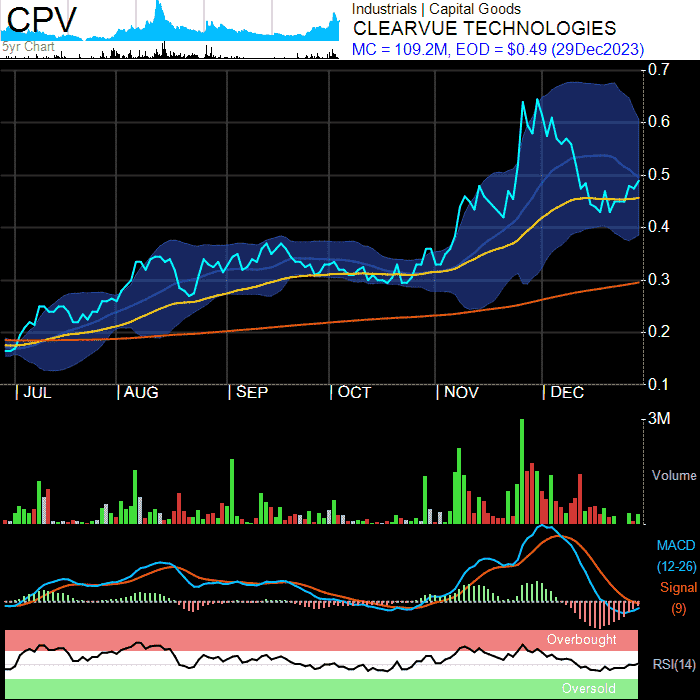 CPV
5yr Chart
Industrials | Capital Goods
CLEARVUE TECHNOLOGIES
MC = 109.2M, EOD = $0.49 (29Dec2023)
0.7
0.6
0.5
0.4
0.3
0.2
0.1
JUL AUG SEP OCT NOV DEC
3M
Volume
MACD
(12-26)
Signal
(9)
Overbought
RSI(14)
Oversold